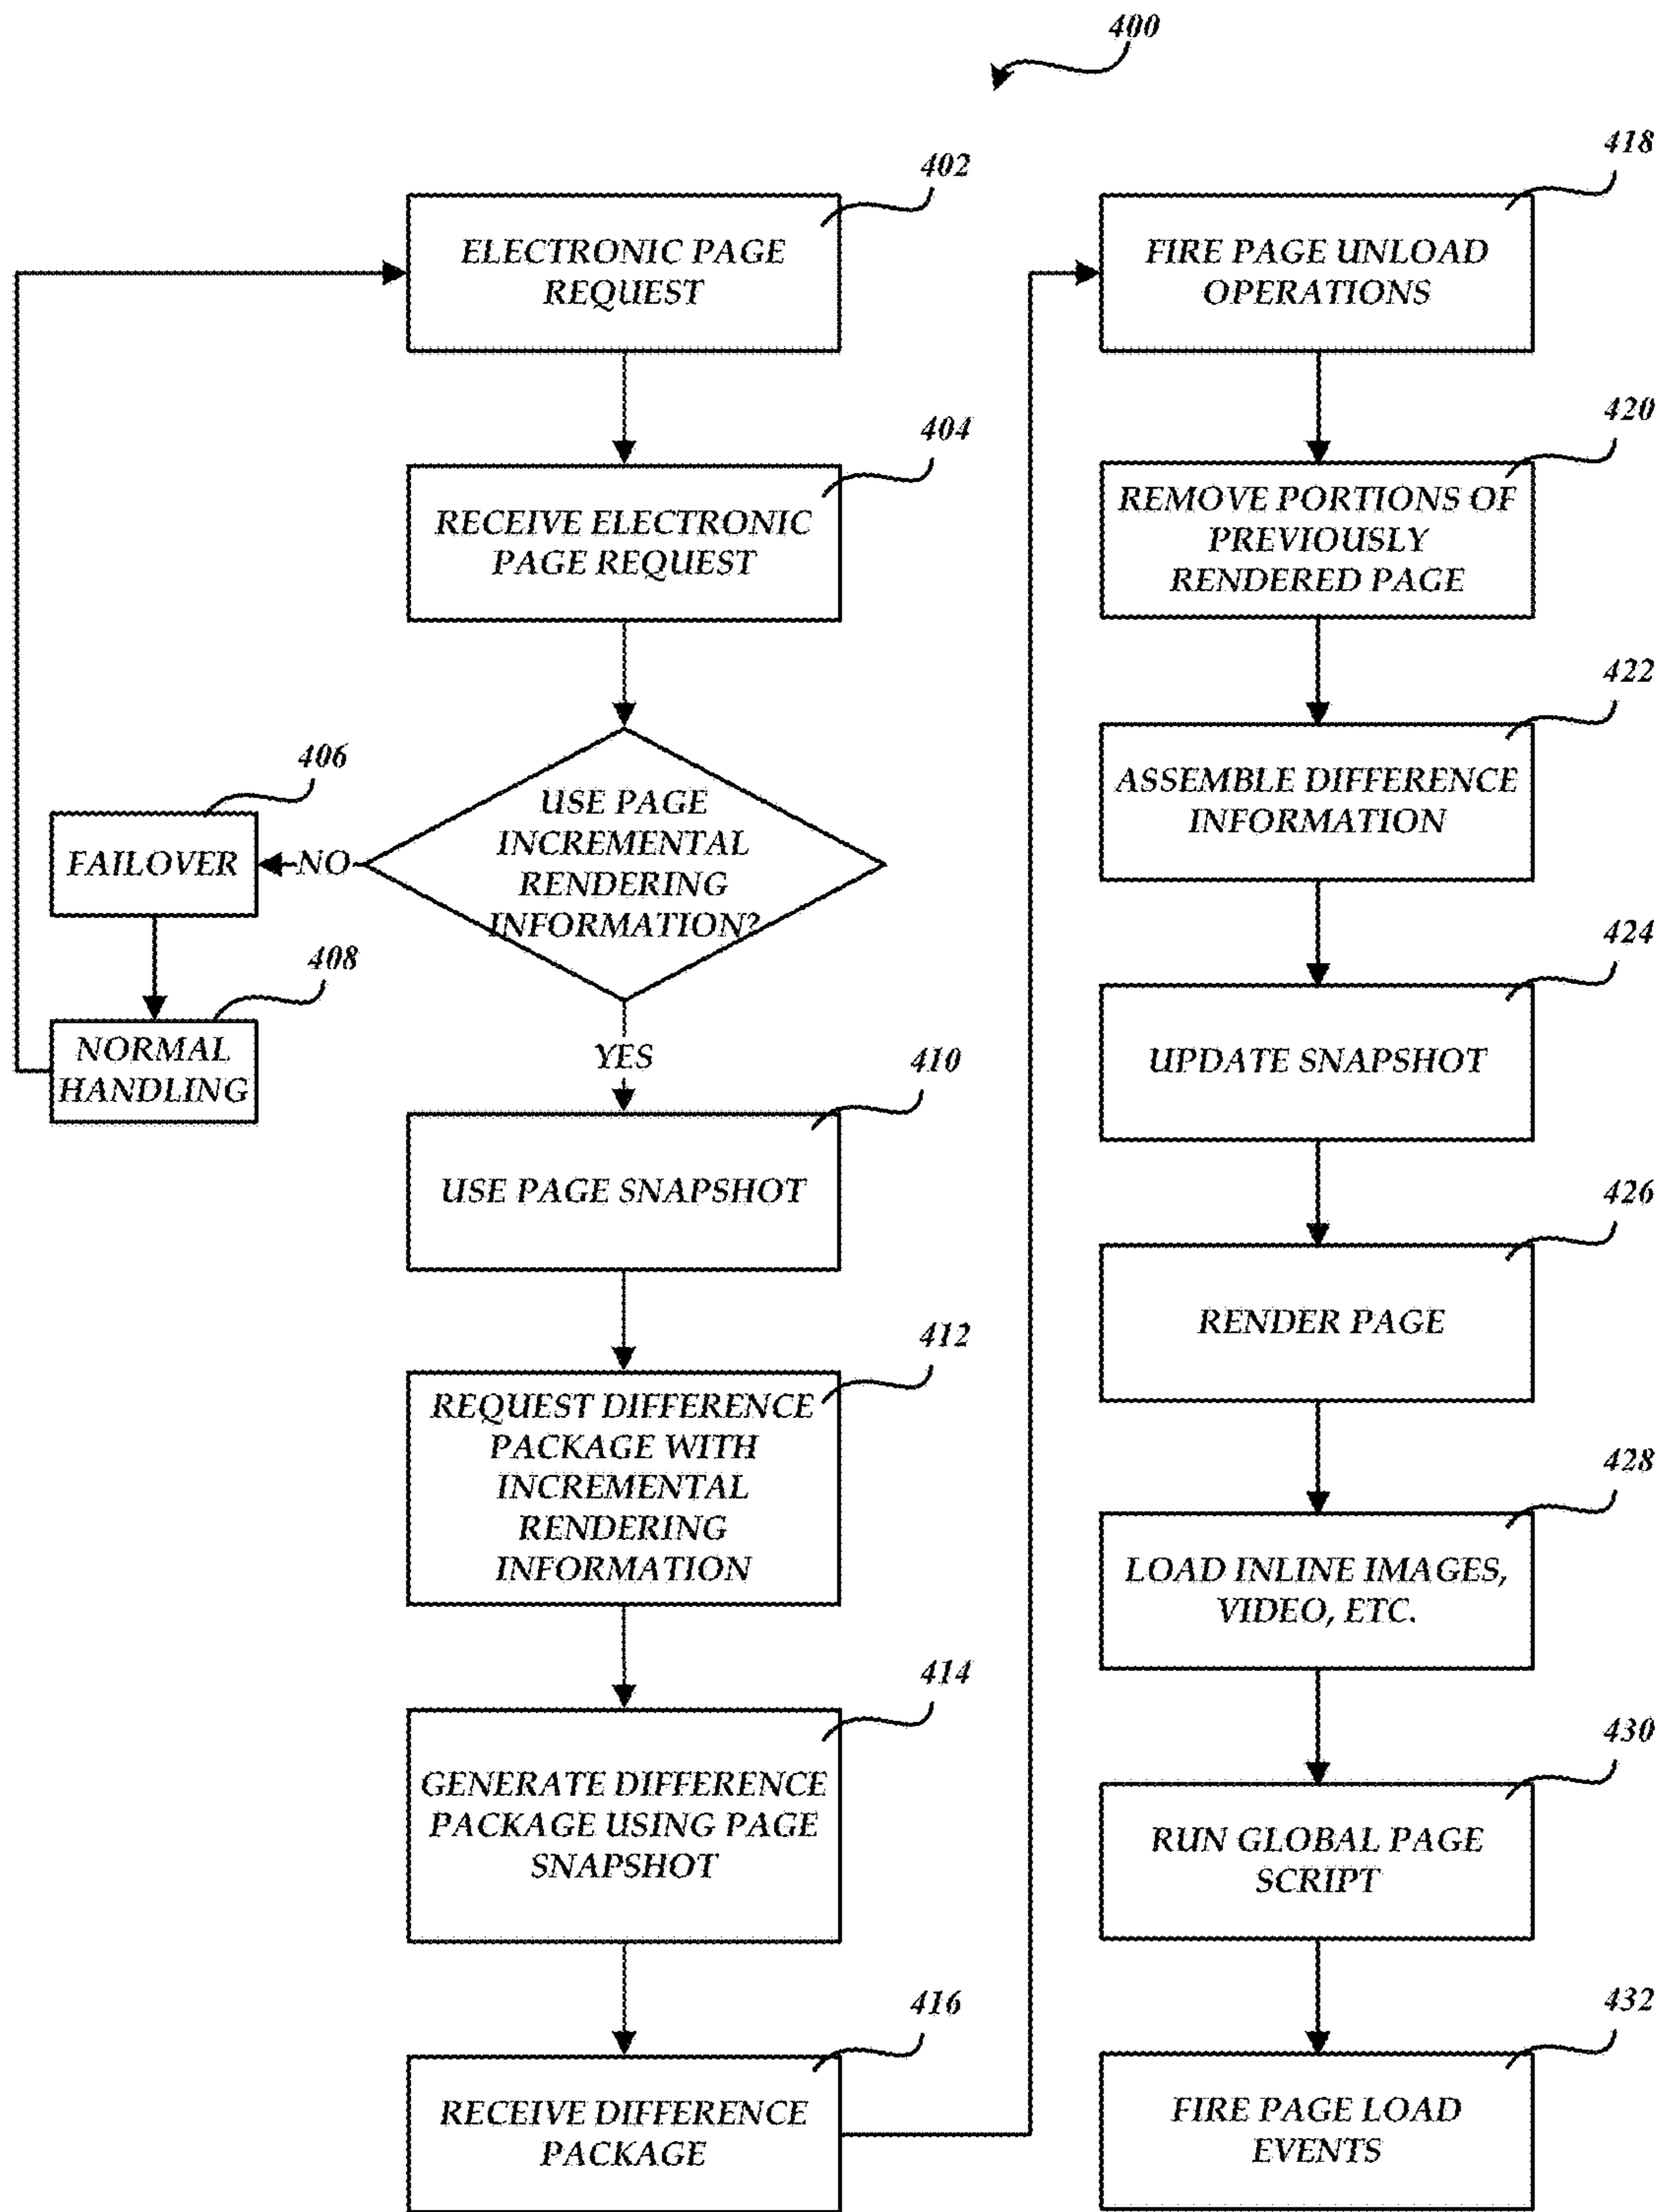 400
402
ELECTRONIC PAGE
REQUEST
404
RECEIVE ELECTRONIC
PAGE REQUEST
USE PAGE
INCREMENTAL
RENDERING
INFORMATION?
NO
406
FAILOVER
408
NORMAL
HANDLING
YES
410
USE PAGE SNAPSHOT
412
REQUEST DIFFERENCE
PACKAGE WITH
INCREMENTAL
RENDERING
INFORMATION
414
GENERATE DIFFERENCE
PACKAGE USING PAGE
SNAPSHOT
416
RECEIVE DIFFERENCE
PACKAGE
418
FIRE PAGE UNLOAD
OPERATIONS
420
REMOVE PORTIONS OF
PREVIOUSLY
RENDERED PAGE
422
ASSEMBLE DIFFERENCE
INFORMATION
424
UPDATE SNAPSHOT
426
RENDER PAGE
428
LOAD INLINE IMAGES,
VIDEO, ETC.
430
RUN GLOBAL PAGE
SCRIPT
432
FIRE PAGE LOAD
EVENTS